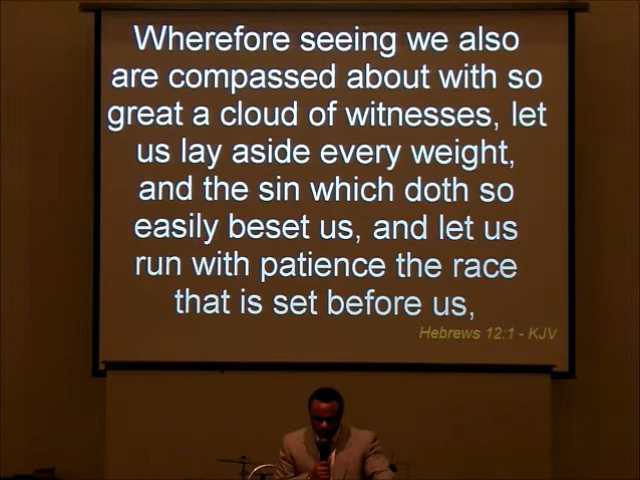 Wherefore seeing we also
are compassed about with so
great a cloud of witnesses, let
us lay aside every weight,
and the sin which doth so
easily beset us, and let us
run with patience the race
that is set before us,
Hebrews 12:1 - KJV